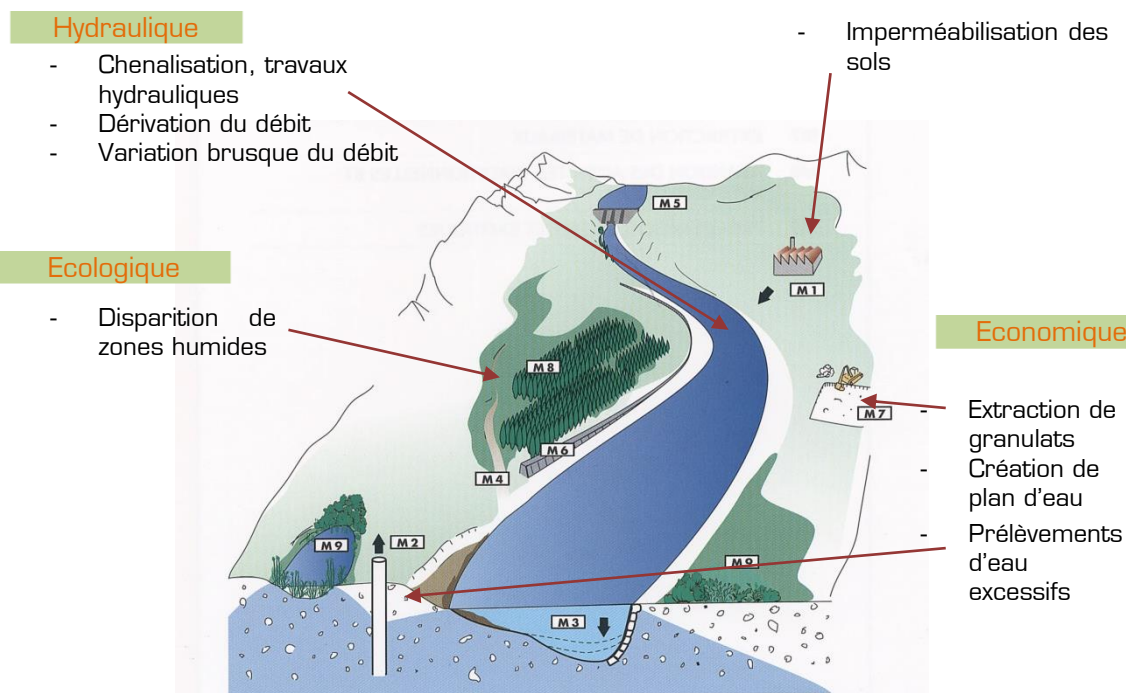 Hydraulique
- Chenalisation, travaux
hydrauliques
- Dérivation du débit
- Variation brusque du débit
- Imperméabilisation des
sols
M5
M1
Ecologique
- Disparition de
zones humides
M8
M6
M4
M7
Economique
- Extraction de
granulats
- Création de
plan d'eau
- Prélèvements
d'eau
excessifs
M9
M2
M9
M3